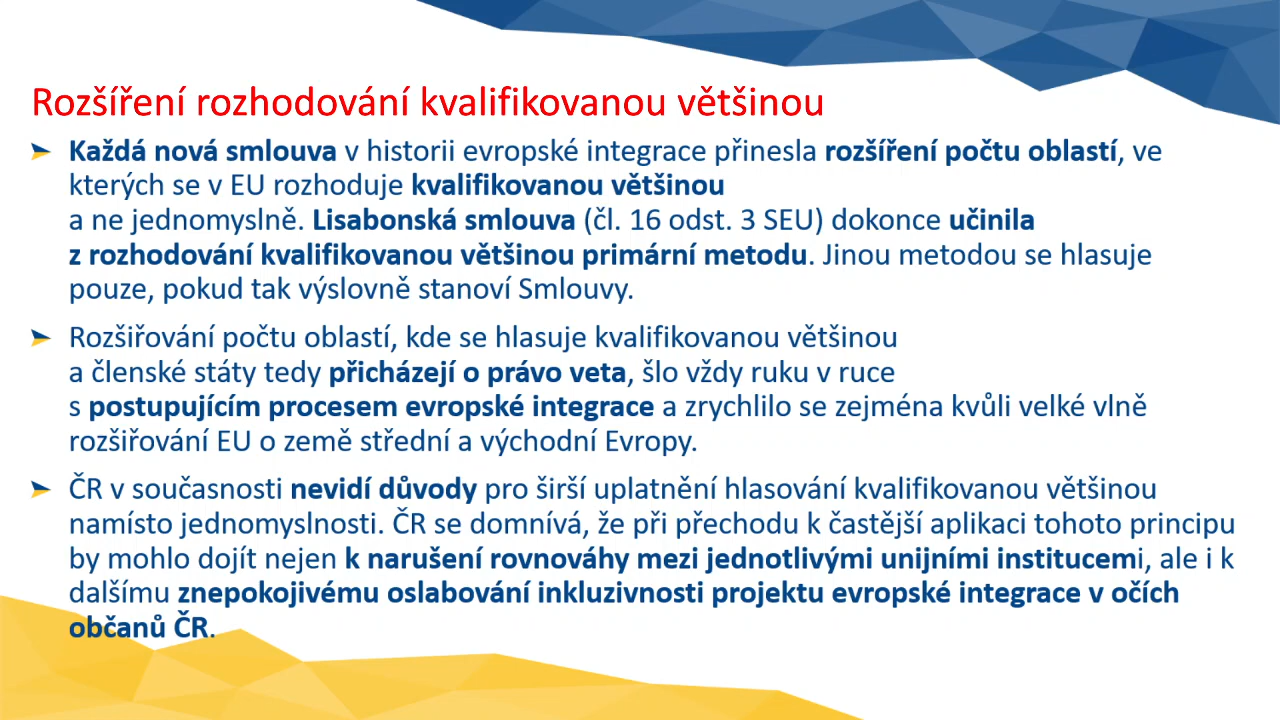 Rozšíření rozhodování kvalifikovanou většinou
Každá nová smlouva v historii evropské integrace přinesla rozšíření počtu oblastí, ve
kterých se v EU rozhoduje kvalifikovanou většinou
a ne jednomyslně. Lisabonská smlouva (čl. 16 odst. 3 SEU) dokonce učinila
z rozhodování kvalifikovanou většinou primární metodu. Jinou metodou se hlasuje
pouze, pokud tak výslovně stanoví Smlouvy.
Rozšiřování počtu oblastí, kde se hlasuje kvalifikovanou většinou
a členské státy tedy přicházejí o právo veta, šlo vždy ruku v ruce
s postupujícím procesem evropské integrace a zrychlilo se zejména kvůli velké vlně
rozšiřování EU o země střední a východní Evropy.
ČR v současnosti nevidí důvody pro širší uplatnění hlasování kvalifikovanou většinou
namísto jednomyslnosti. ČR se domnívá, že při přechodu k častější aplikaci tohoto principu
by mohlo dojít nejen k narušení rovnováhy mezi jednotlivými unijními institucemi, ale i k
dalšímu znepokojivému oslabování inkluzivnosti projektu evropské integrace v očích
občanů ČR.